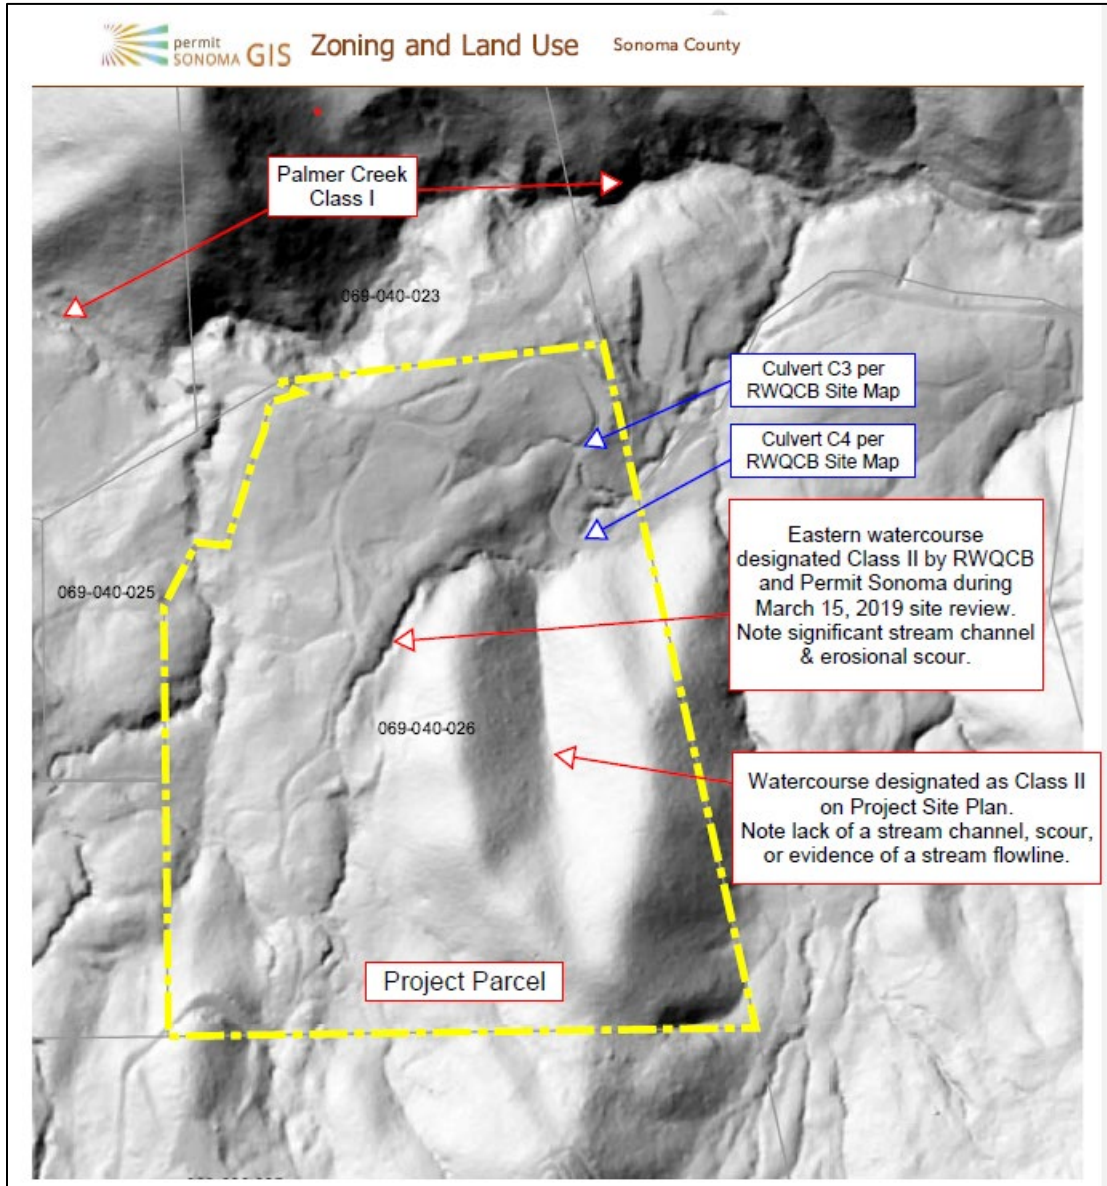 permit
SONOMA GIS
Zoning and Land Use
Sonoma County
Palmer Creek
Class I
069-040-023
Culvert C3 per
RWQCB Site Map
Culvert C4 per
RWQCB Site Map
Eastern watercourse
designated Class II by RWQCB
and Permit Sonoma during
March 15, 2019 site review.
Note significant stream channel
& erosional scour.
069-040-025
069-040-026
Watercourse designated as Class II
on Project Site Plan.
Note lack of a stream channel, scour,
or evidence of a stream flowline.
Project Parcel